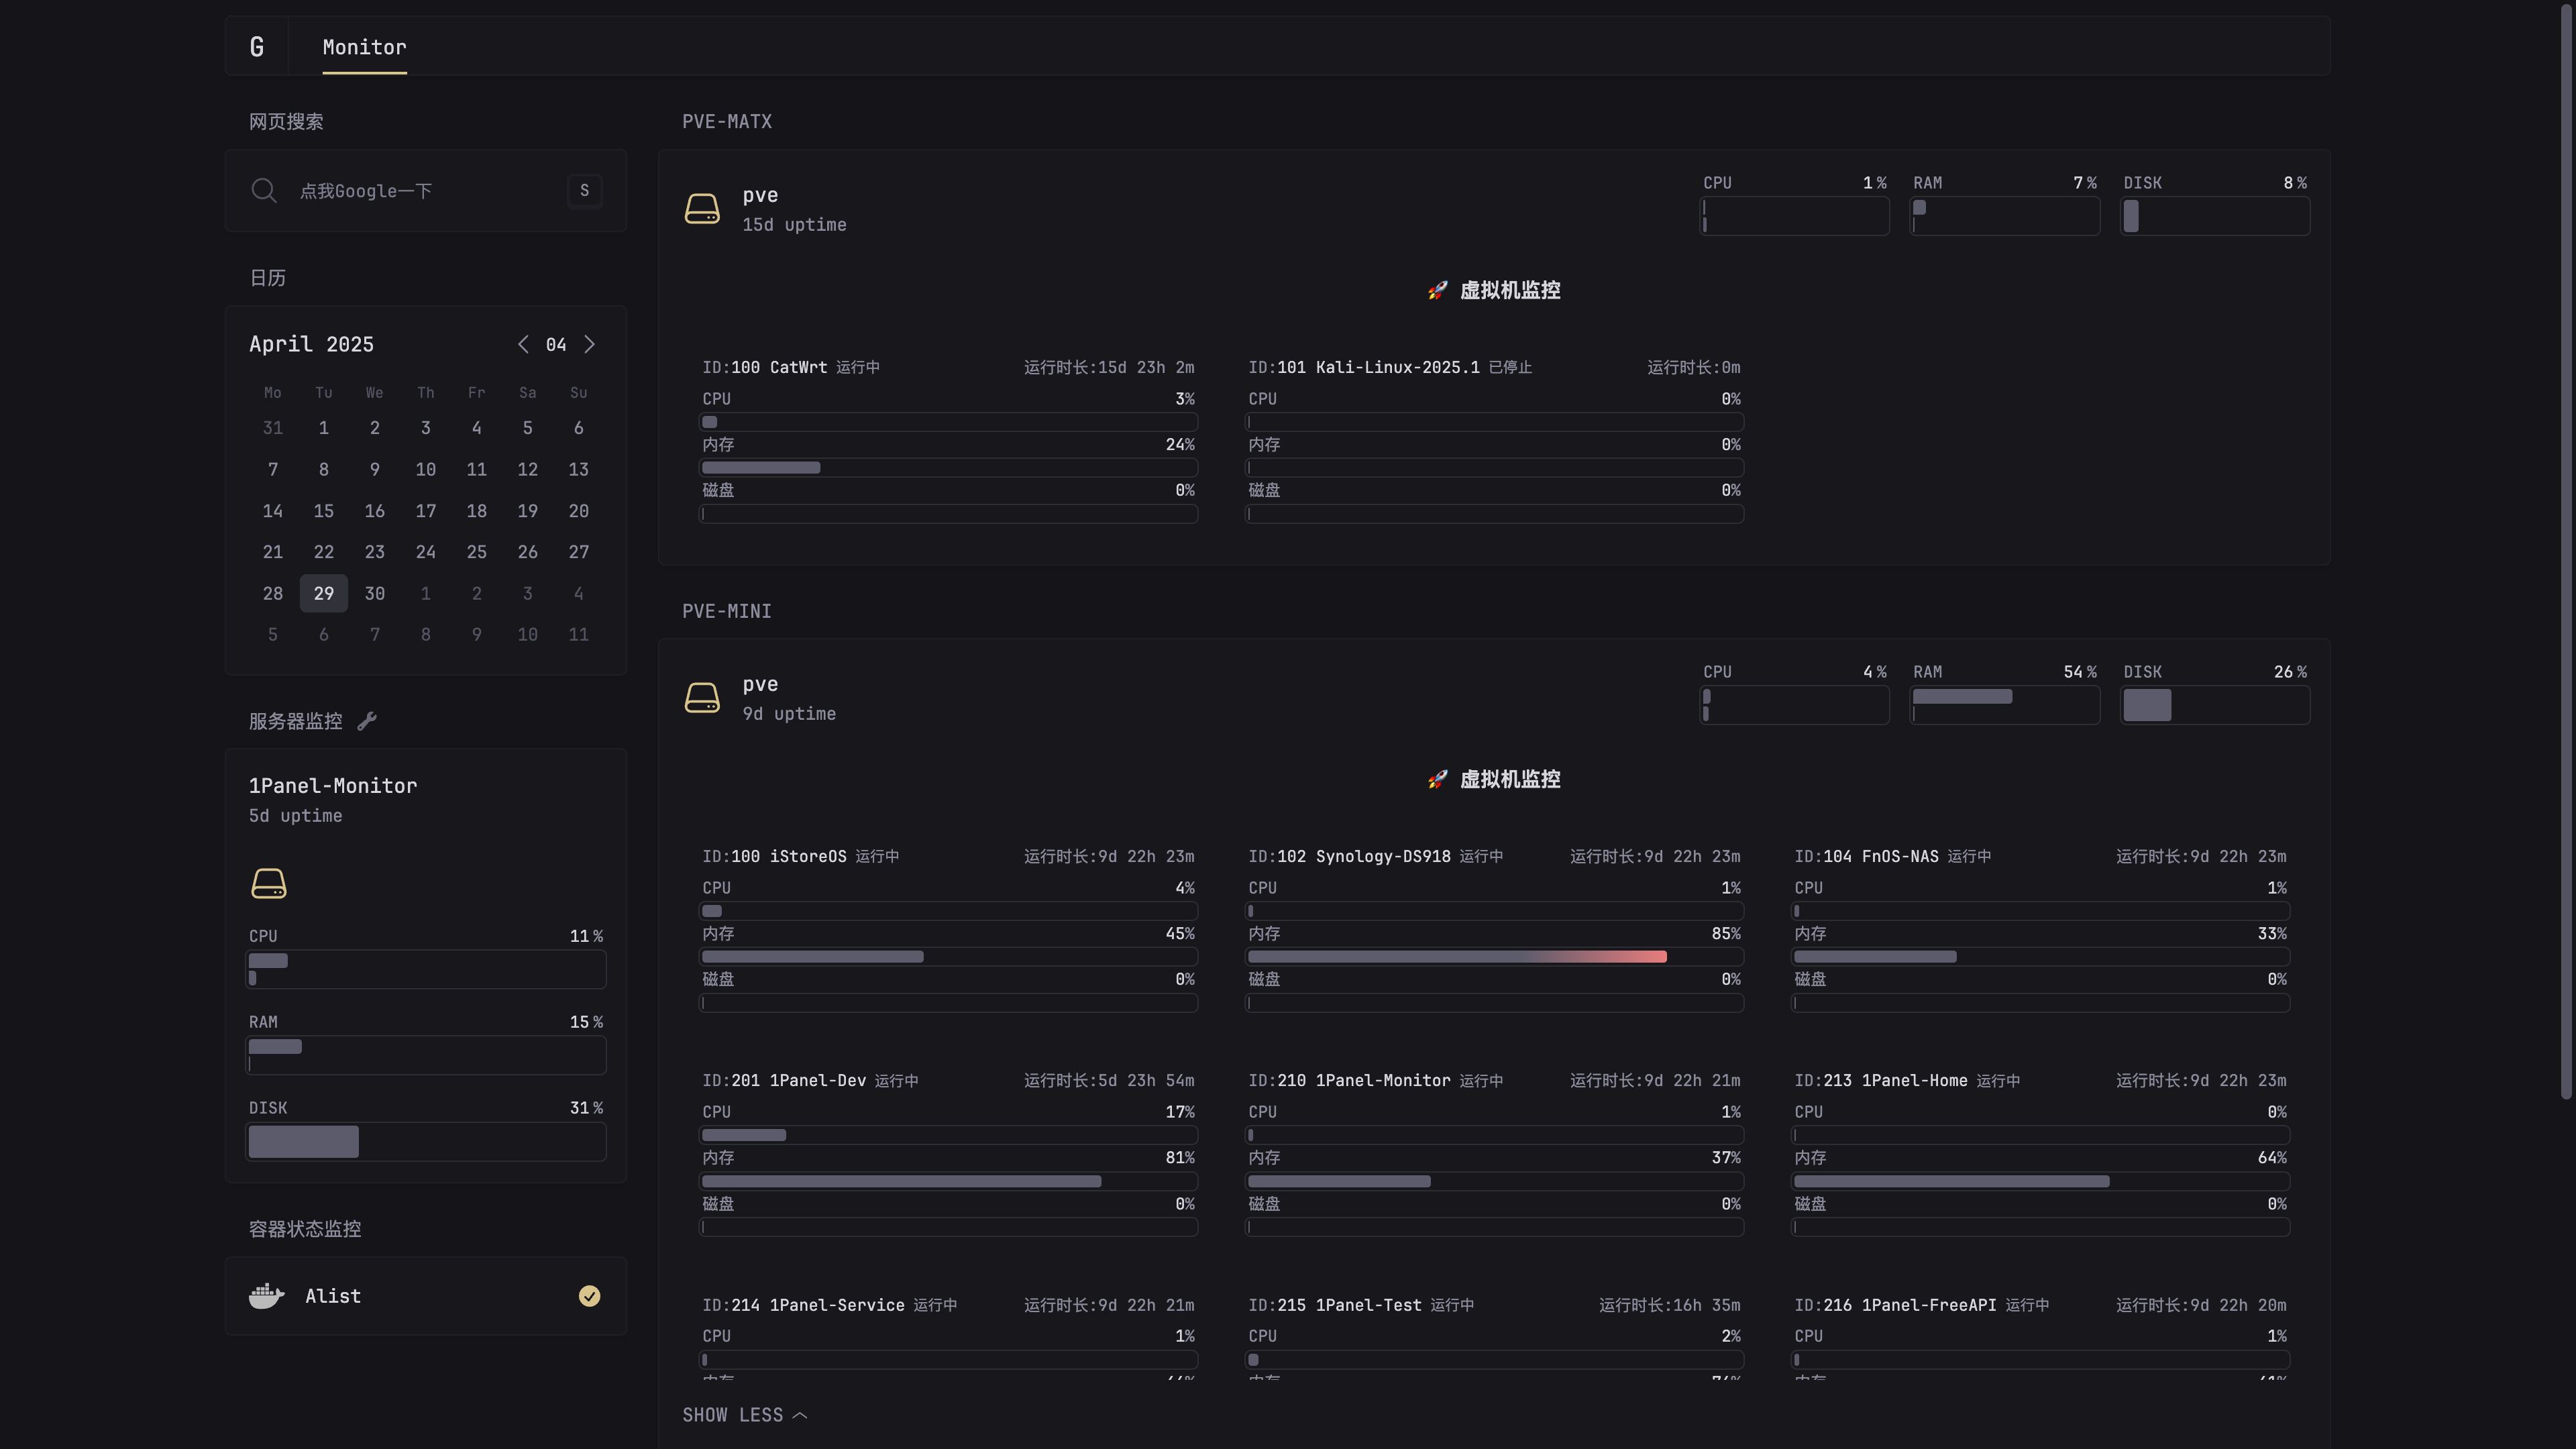 G Monitor
网页搜索
点我Google一下 S
日历
April 2025 04
Mo Tu We Th Fr Sa Su
31 1 2 3 4 5 6
7 8 9 10 11 12 13
14 15 16 17 18 19 20
21 22 23 24 25 26 27
28 29 30 1 2 3 4
5 6 7 8 9 10 11
服务器监控
1Panel-Monitor
5d uptime
CPU 11%
RAM 15%
DISK 31%
容器状态监控
Alist
PVE-MATX
pve
15d uptime
CPU 1% RAM 7% DISK 8%
🚀 虚拟机监控
ID:100 CatWrt 运行中 运行时长:15d 23h 2m
CPU 3%
内存 24%
磁盘 0%
ID:101 Kali-Linux-2025.1 已停止 运行时长:0m
CPU 0%
内存 0%
磁盘 0%
PVE-MINI
pve
9d uptime
CPU 4% RAM 54% DISK 26%
🚀 虚拟机监控
ID:100 iStoreOS 运行中 运行时长:9d 22h 23m
CPU 4%
内存 45%
磁盘 0%
ID:102 Synology-DS918 运行中 运行时长:9d 22h 23m
CPU 1%
内存 85%
磁盘 0%
ID:104 FnOS-NAS 运行中 运行时长:9d 22h 23m
CPU 1%
内存 33%
磁盘 0%
ID:201 1Panel-Dev 运行中 运行时长:5d 23h 54m
CPU 17%
内存 81%
磁盘 0%
ID:210 1Panel-Monitor 运行中 运行时长:9d 22h 21m
CPU 1%
内存 37%
磁盘 0%
ID:213 1Panel-Home 运行中 运行时长:9d 22h 23m
CPU 0%
内存 64%
磁盘 0%
ID:214 1Panel-Service 运行中 运行时长:9d 22h 21m
CPU 1%
ID:215 1Panel-Test 运行中 运行时长:16h 35m
CPU 2%
ID:216 1Panel-FreeAPI 运行中 运行时长:9d 22h 20m
CPU 1%
SHOW LESS